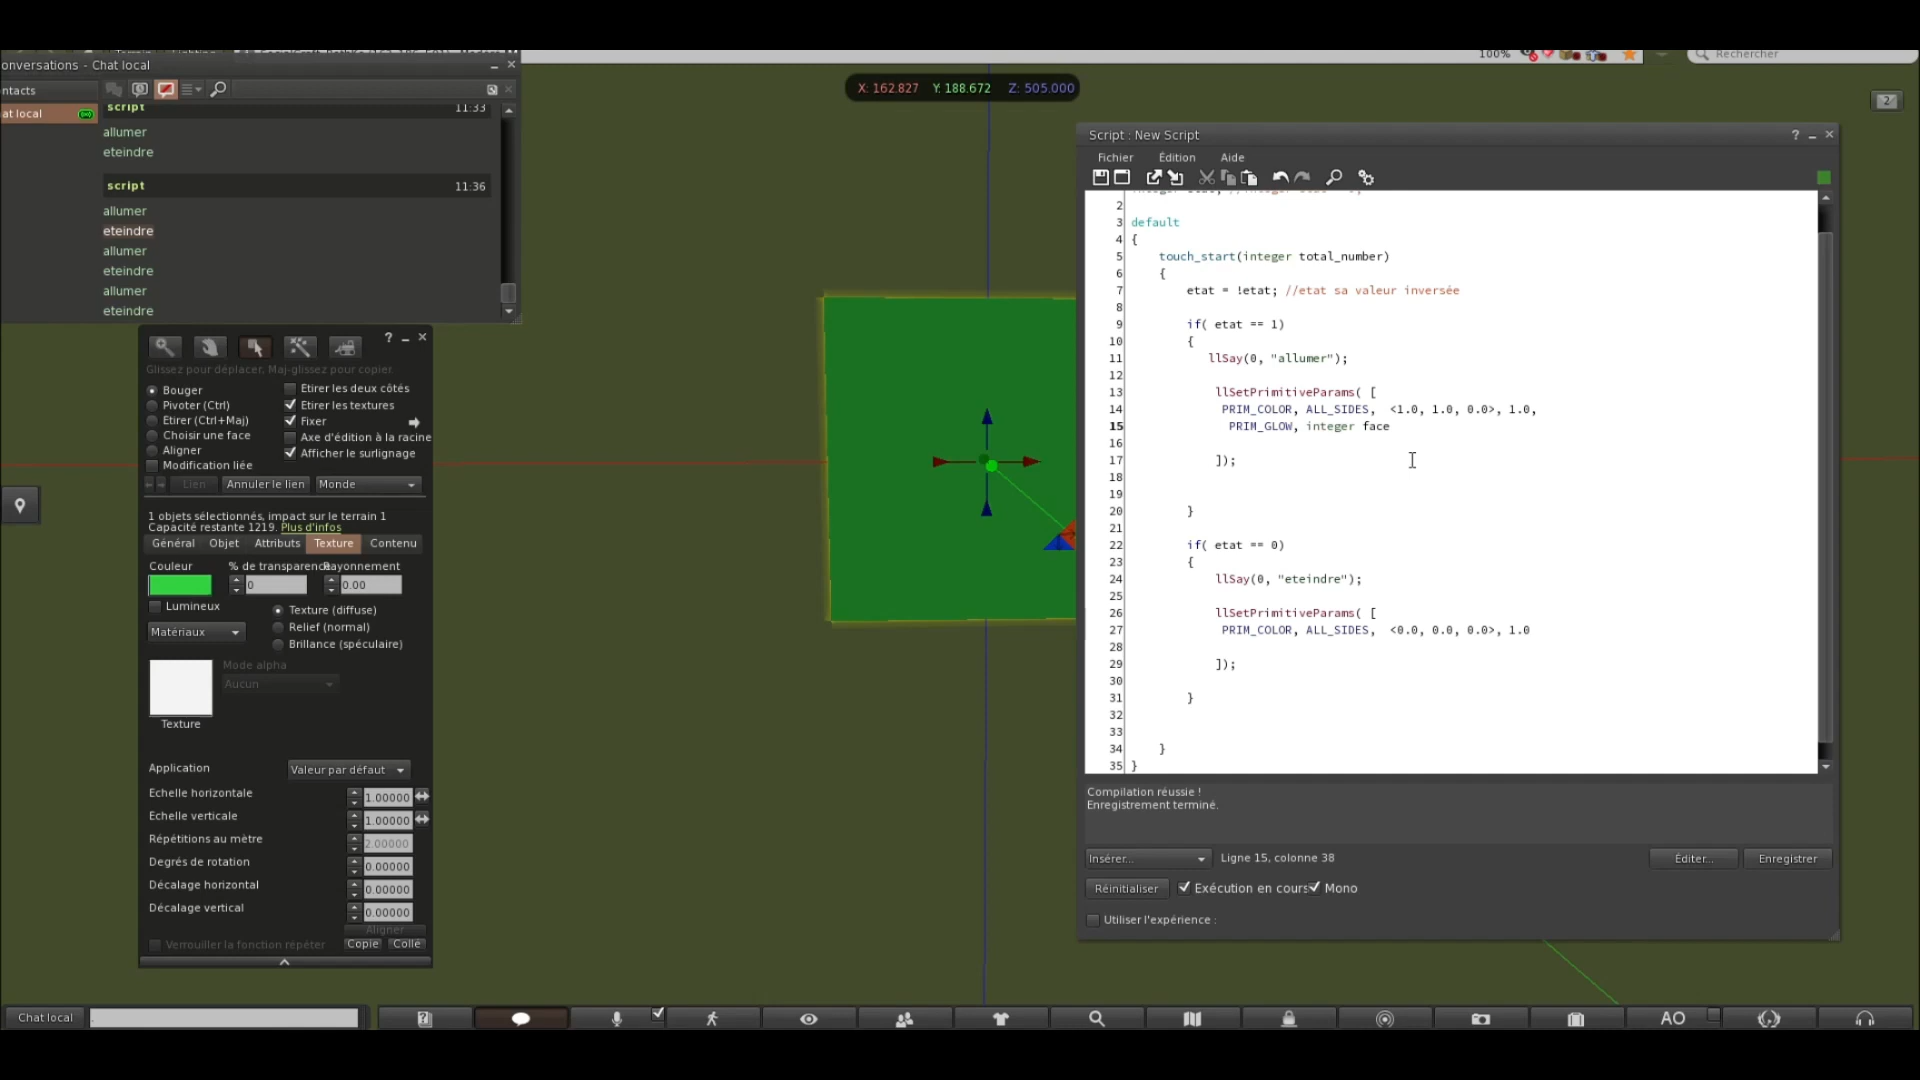 onversations - Chat local
ntacts
at local
script 11:33
allumer
eteindre
script 11:36
allumer
eteindre
allumer
eteindre
allumer
eteindre
X: 162.827 Y: 188.672 Z: 505.000
100%
Rechercher
2
Glissez pour déplacer, Maj-glissez pour copier.
Bouger
Pivoter (Ctrl)
Etirer (Ctrl+Maj)
Choisir une face
Aligner
Modification liée
Etirer les deux côtés
Etirer les textures
Fixer
Axe d'édition à la racine
Afficher le surlignage
Lien
Annuler le lien
Monde
1 objets sélectionnés, impact sur le terrain 1
Capacité restante 1219. Plus d'infos
Général Objet Attributs Texture Contenu
Couleur
% de transparence
Rayonnement
0
0.00
Lumineux
Matériaux
Texture (diffuse)
Relief (normal)
Brillance (spéculaire)
Mode alpha
Aucun
Texture
Application Valeur par défaut
Echelle horizontale 1.00000
Echelle verticale 1.00000
Répétitions au mètre 2.00000
Degrés de rotation 0.00000
Décalage horizontal 0.00000
Décalage vertical 0.00000
Aligner
Verrouiller la fonction répéter
Copie
Colle
Script : New Script
Fichier Édition Aide
2
3 default
4 {
5 touch_start(integer total_number)
6 {
7 etat = !etat; //etat sa valeur inversée
8
9 if( etat == 1)
10 {
11 llSay(0, "allumer");
12
13 llSetPrimitiveParams( [
14 PRIM_COLOR, ALL_SIDES, <1.0, 1.0, 0.0>, 1.0,
15 PRIM_GLOW, integer face
16
17 ]);
18
19
20 }
21
22 if( etat == 0)
23 {
24 llSay(0, "eteindre");
25
26 llSetPrimitiveParams( [
27 PRIM_COLOR, ALL_SIDES, <0.0, 0.0, 0.0>, 1.0
28
29 ]);
30
31 }
32
33
34 }
35 }
Compilation réussie !
Enregistrement terminé.
Insérer...
Ligne 15, colonne 38
Éditer...
Enregistrer
Réinitialiser
Exécution en cours
Mono
Utiliser l'expérience :
Chat local
AO